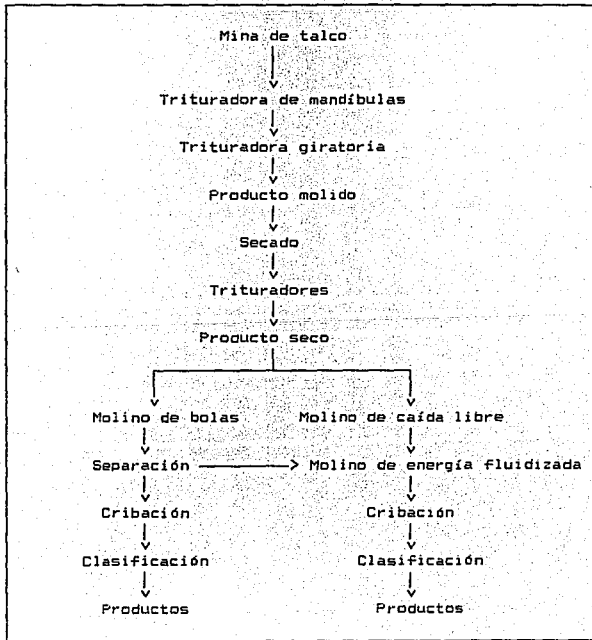 Mina de talco
Trituradora de mandíbulas
Trituradora giratoria
Producto molido
Secado
Trituradores
Producto seco
Molino de bolas Molino de caída libre
Separación Molino de energía fluidizada
Cribación Cribación
Clasificación Clasificación
Productos Productos